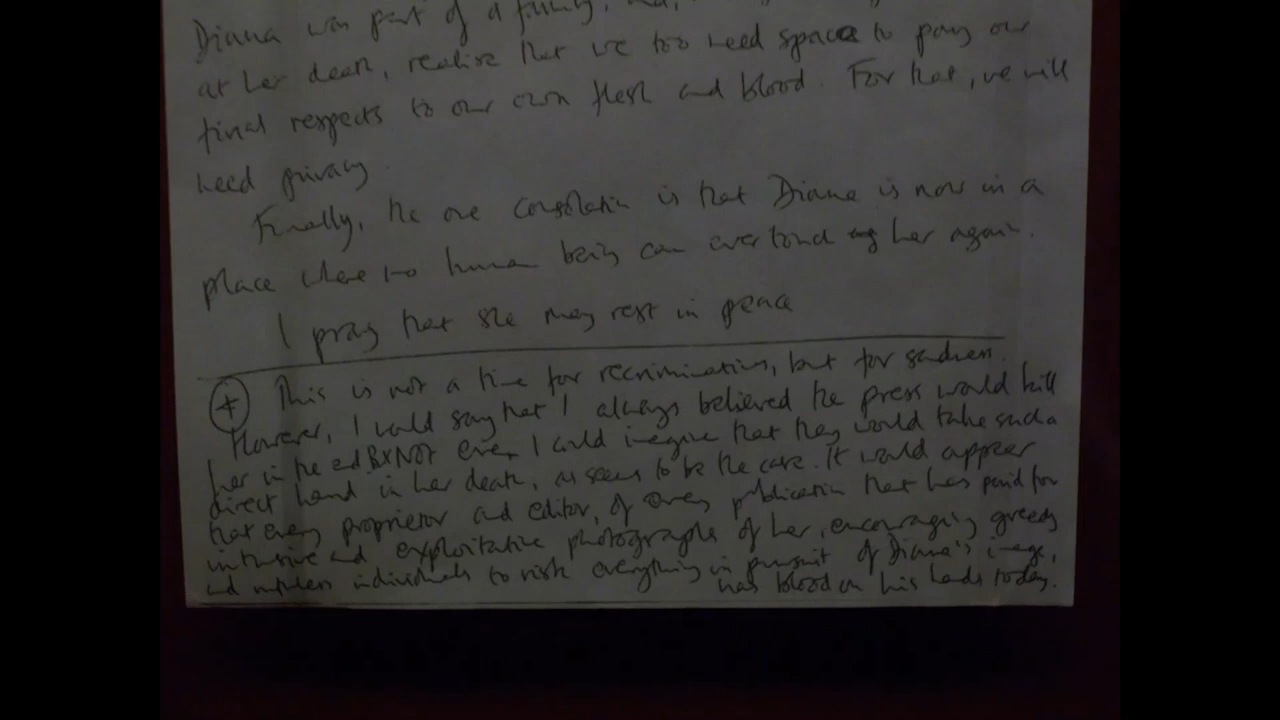 Diana was part of a family,
at her death, realise that we too need space to pay our
final respects to our own flesh and blood. For that, we will
need privacy.
Finally, the one consolation is that Diana is now in a
place where no human being can ever touch her again.
I pray that she may rest in peace
This is not a time for recriminations, but for sadness.
However, I would say that I always believed the press would kill
her in the end. But NOT even I could imagine that they would take such a
direct hand in her death, as seems to be the case. It would appear
that every proprietor and editor, of every publication that has paid for
intrusive and exploitative photographs of her, encouraging greedy
and ruthless individuals to risk everything in pursuit of Diana's image,
has blood on his hands today.